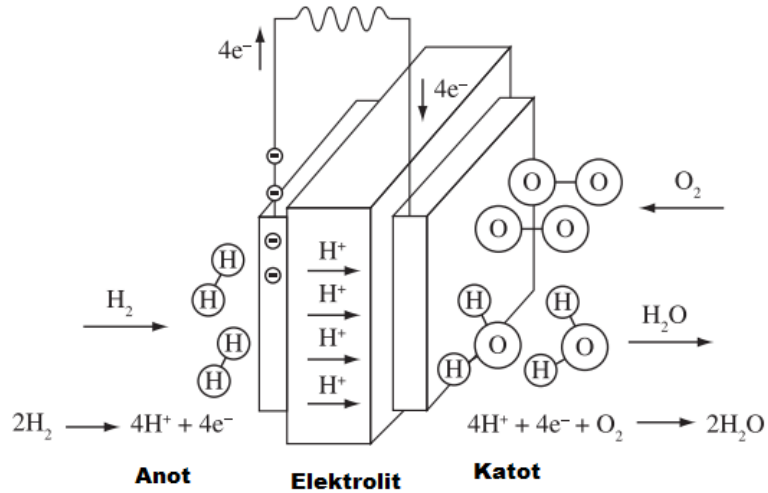 4e⁻
4e⁻
O O
O₂
O O
H⁺
H⁺
H⁺
H⁺
H
H
H₂
H
H
H
H
O
O
H
H
H₂O
2H₂ → 4H⁺ + 4e⁻
4H⁺ + 4e⁻ + O₂ → 2H₂O
Anot
Elektrolit
Katot